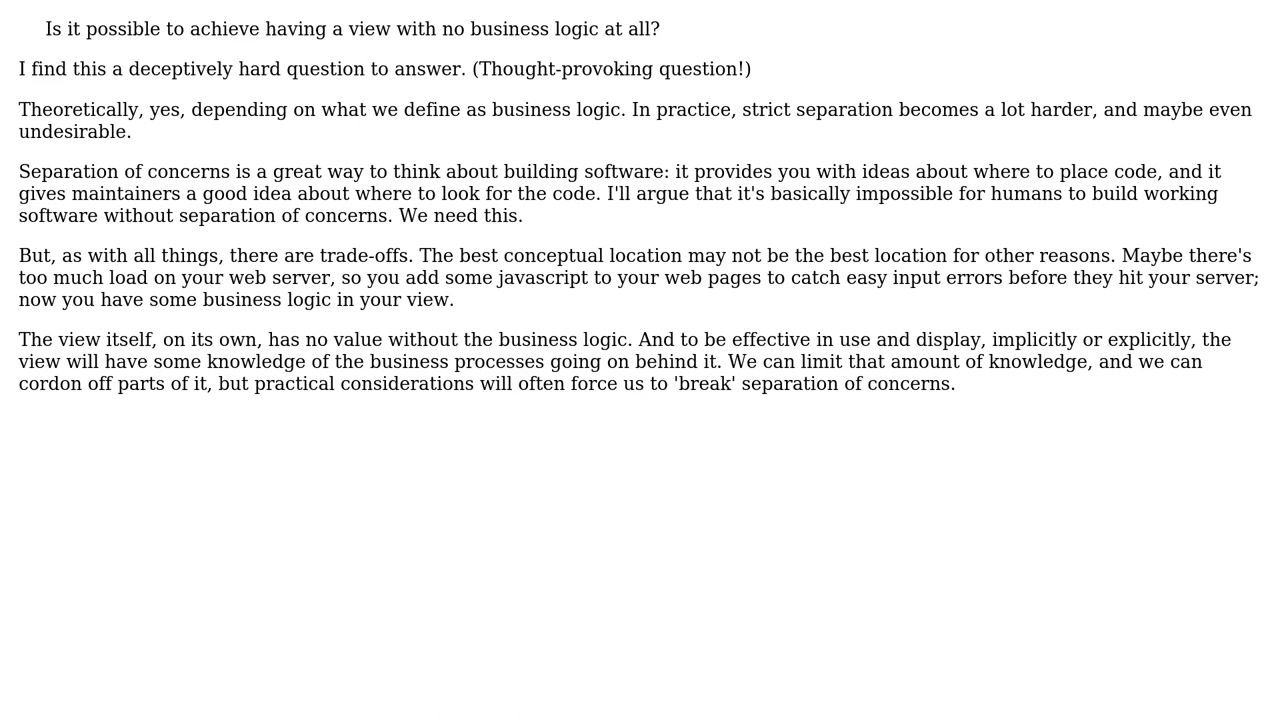 Is it possible to achieve having a view with no business logic at all?
I find this a deceptively hard question to answer. (Thought-provoking question!)
Theoretically, yes, depending on what we define as business logic. In practice, strict separation becomes a lot harder, and maybe even
undesirable.
Separation of concerns is a great way to think about building software: it provides you with ideas about where to place code, and it
gives maintainers a good idea about where to look for the code. I'll argue that it's basically impossible for humans to build working
software without separation of concerns. We need this.
But, as with all things, there are trade-offs. The best conceptual location may not be the best location for other reasons. Maybe there's
too much load on your web server, so you add some javascript to your web pages to catch easy input errors before they hit your server;
now you have some business logic in your view.
The view itself, on its own, has no value without the business logic. And to be effective in use and display, implicitly or explicitly, the
view will have some knowledge of the business processes going on behind it. We can limit that amount of knowledge, and we can
cordon off parts of it, but practical considerations will often force us to 'break' separation of concerns.